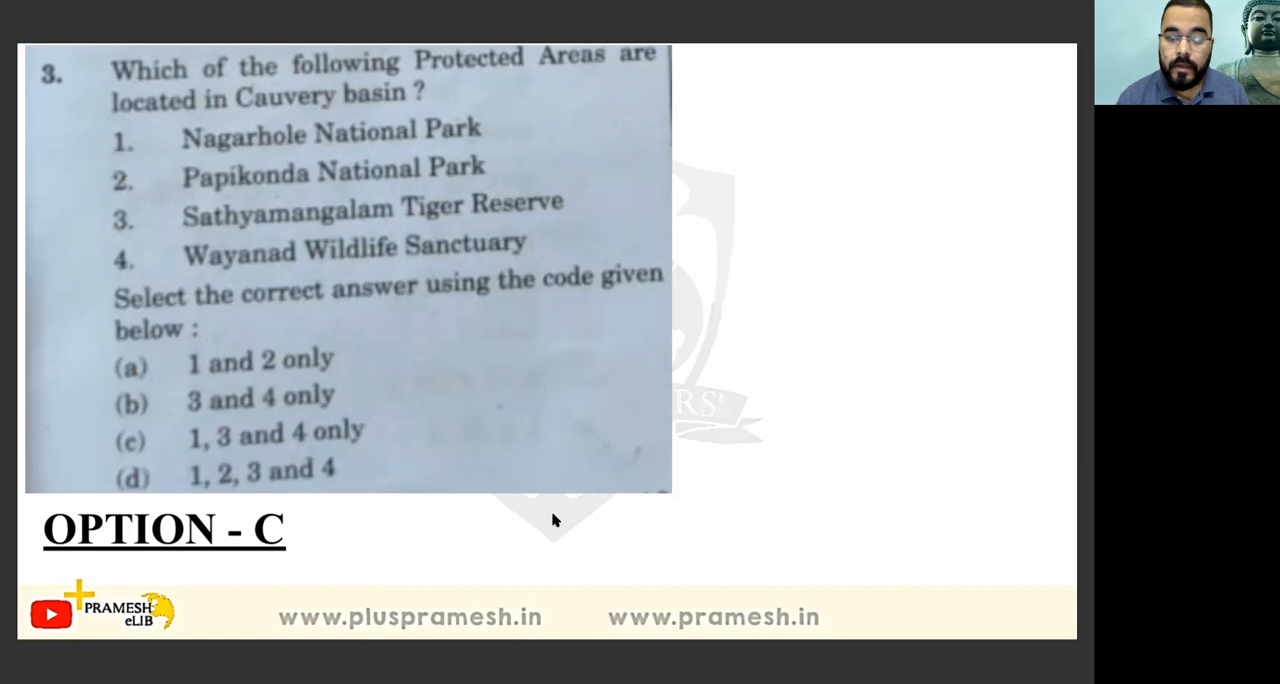 3. Which of the following Protected Areas are
located in Cauvery basin ?
1. Nagarhole National Park
2. Papikonda National Park
3. Sathyamangalam Tiger Reserve
4. Wayanad Wildlife Sanctuary
Select the correct answer using the code given
below :
(a) 1 and 2 only
(b) 3 and 4 only
(c) 1, 3 and 4 only
(d) 1, 2, 3 and 4
RS'
OPTION - C
PRAMESH
eLIB
www.pluspramesh.in www.pramesh.in